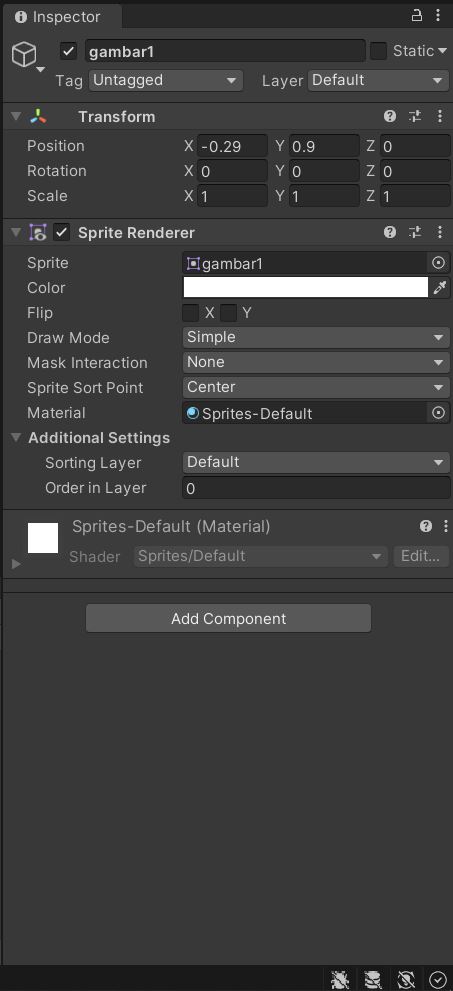 Inspector
gambar1 Static
Tag Untagged Layer Default
Transform
Position X -0.29 Y 0.9 Z 0
Rotation X 0 Y 0 Z 0
Scale X 1 Y 1 Z 1
Sprite Renderer
Sprite gambar1
Color
Flip X Y
Draw Mode Simple
Mask Interaction None
Sprite Sort Point Center
Material Sprites-Default
Additional Settings
Sorting Layer Default
Order in Layer 0
Sprites-Default (Material)
Shader Sprites/Default Edit...
Add Component